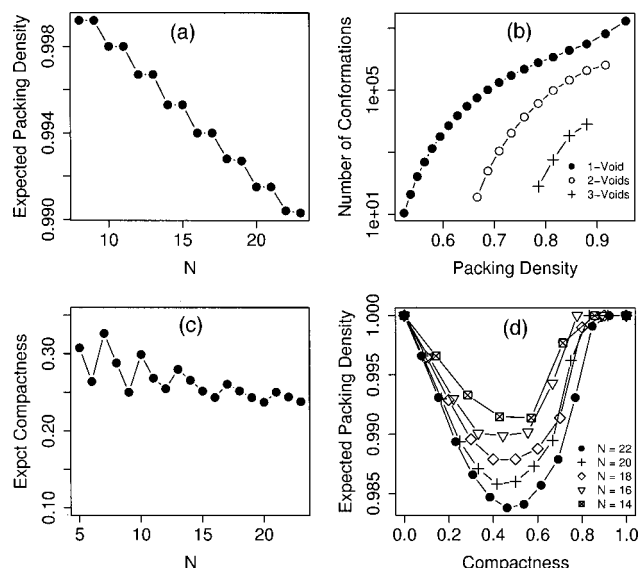 (a)
Expected Packing Density
0.998
0.994
0.990
10
15
20
N
(b)
Number of Conformations
1e+05
1e+01
1-Void
2-Voids
3-Voids
0.6
0.7
0.8
0.9
Packing Density
(c)
Expct Compactness
0.30
0.20
0.10
5
10
15
20
N
(d)
Expected Packing Density
1.000
0.995
0.990
0.985
N = 22
N = 20
N = 18
N = 16
N = 14
0.0
0.2
0.4
0.6
0.8
1.0
Compactness